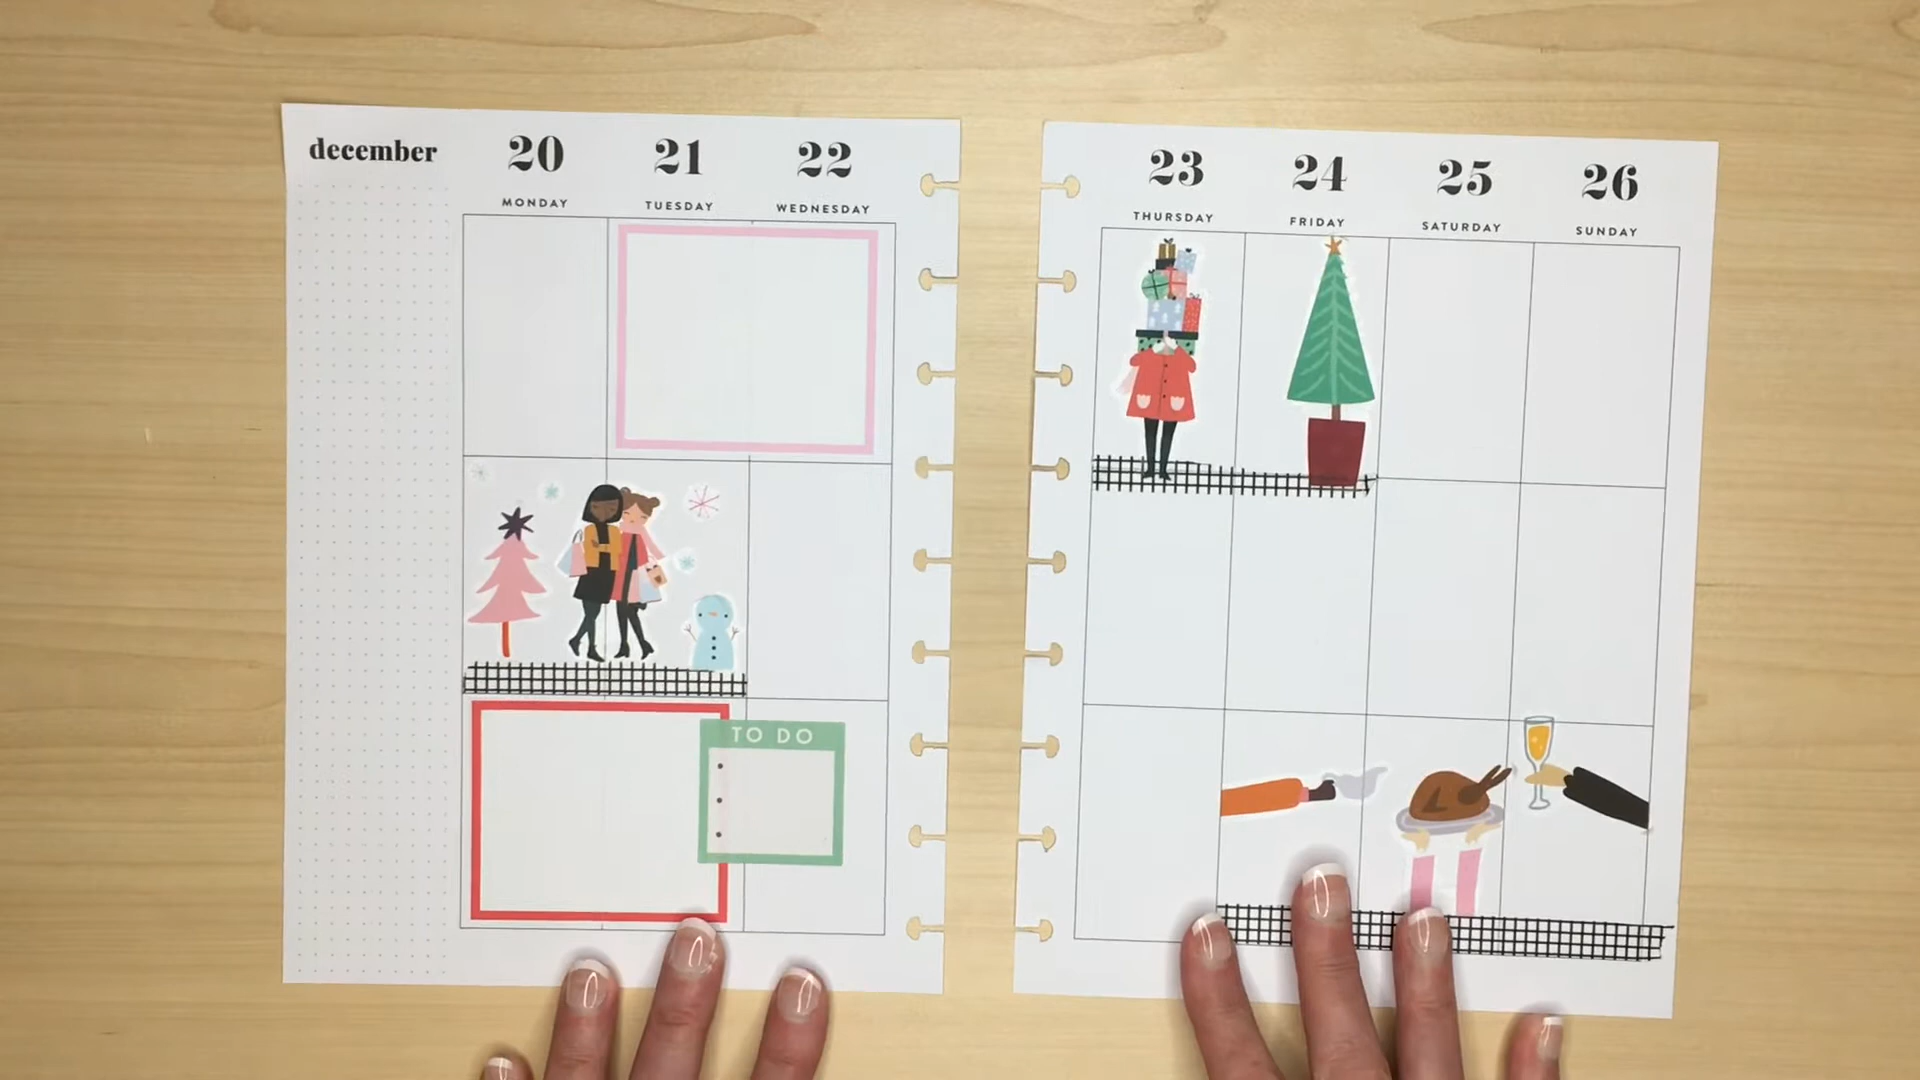 december
20 21 22
MONDAY TUESDAY WEDNESDAY
TO DO
23 24 25 26
THURSDAY FRIDAY SATURDAY SUNDAY